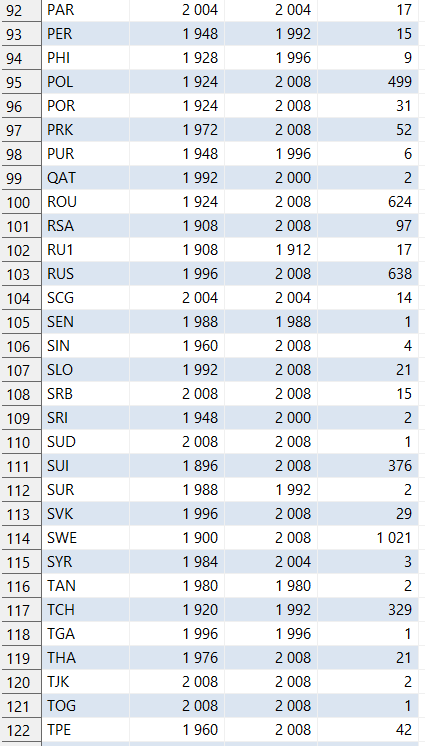 92 PAR 2 004 2 004 17
93 PER 1 948 1 992 15
94 PHI 1 928 1 996 9
95 POL 1 924 2 008 499
96 POR 1 924 2 008 31
97 PRK 1 972 2 008 52
98 PUR 1 948 1 996 6
99 QAT 1 992 2 000 2
100 ROU 1 924 2 008 624
101 RSA 1 908 2 008 97
102 RU1 1 908 1 912 17
103 RUS 1 996 2 008 638
104 SCG 2 004 2 004 14
105 SEN 1 988 1 988 1
106 SIN 1 960 2 008 4
107 SLO 1 992 2 008 21
108 SRB 2 008 2 008 15
109 SRI 1 948 2 000 2
110 SUD 2 008 2 008 1
111 SUI 1 896 2 008 376
112 SUR 1 988 1 992 2
113 SVK 1 996 2 008 29
114 SWE 1 900 2 008 1 021
115 SYR 1 984 2 004 3
116 TAN 1 980 1 980 2
117 TCH 1 920 1 992 329
118 TGA 1 996 1 996 1
119 THA 1 976 2 008 21
120 TJK 2 008 2 008 2
121 TOG 2 008 2 008 1
122 TPE 1 960 2 008 42